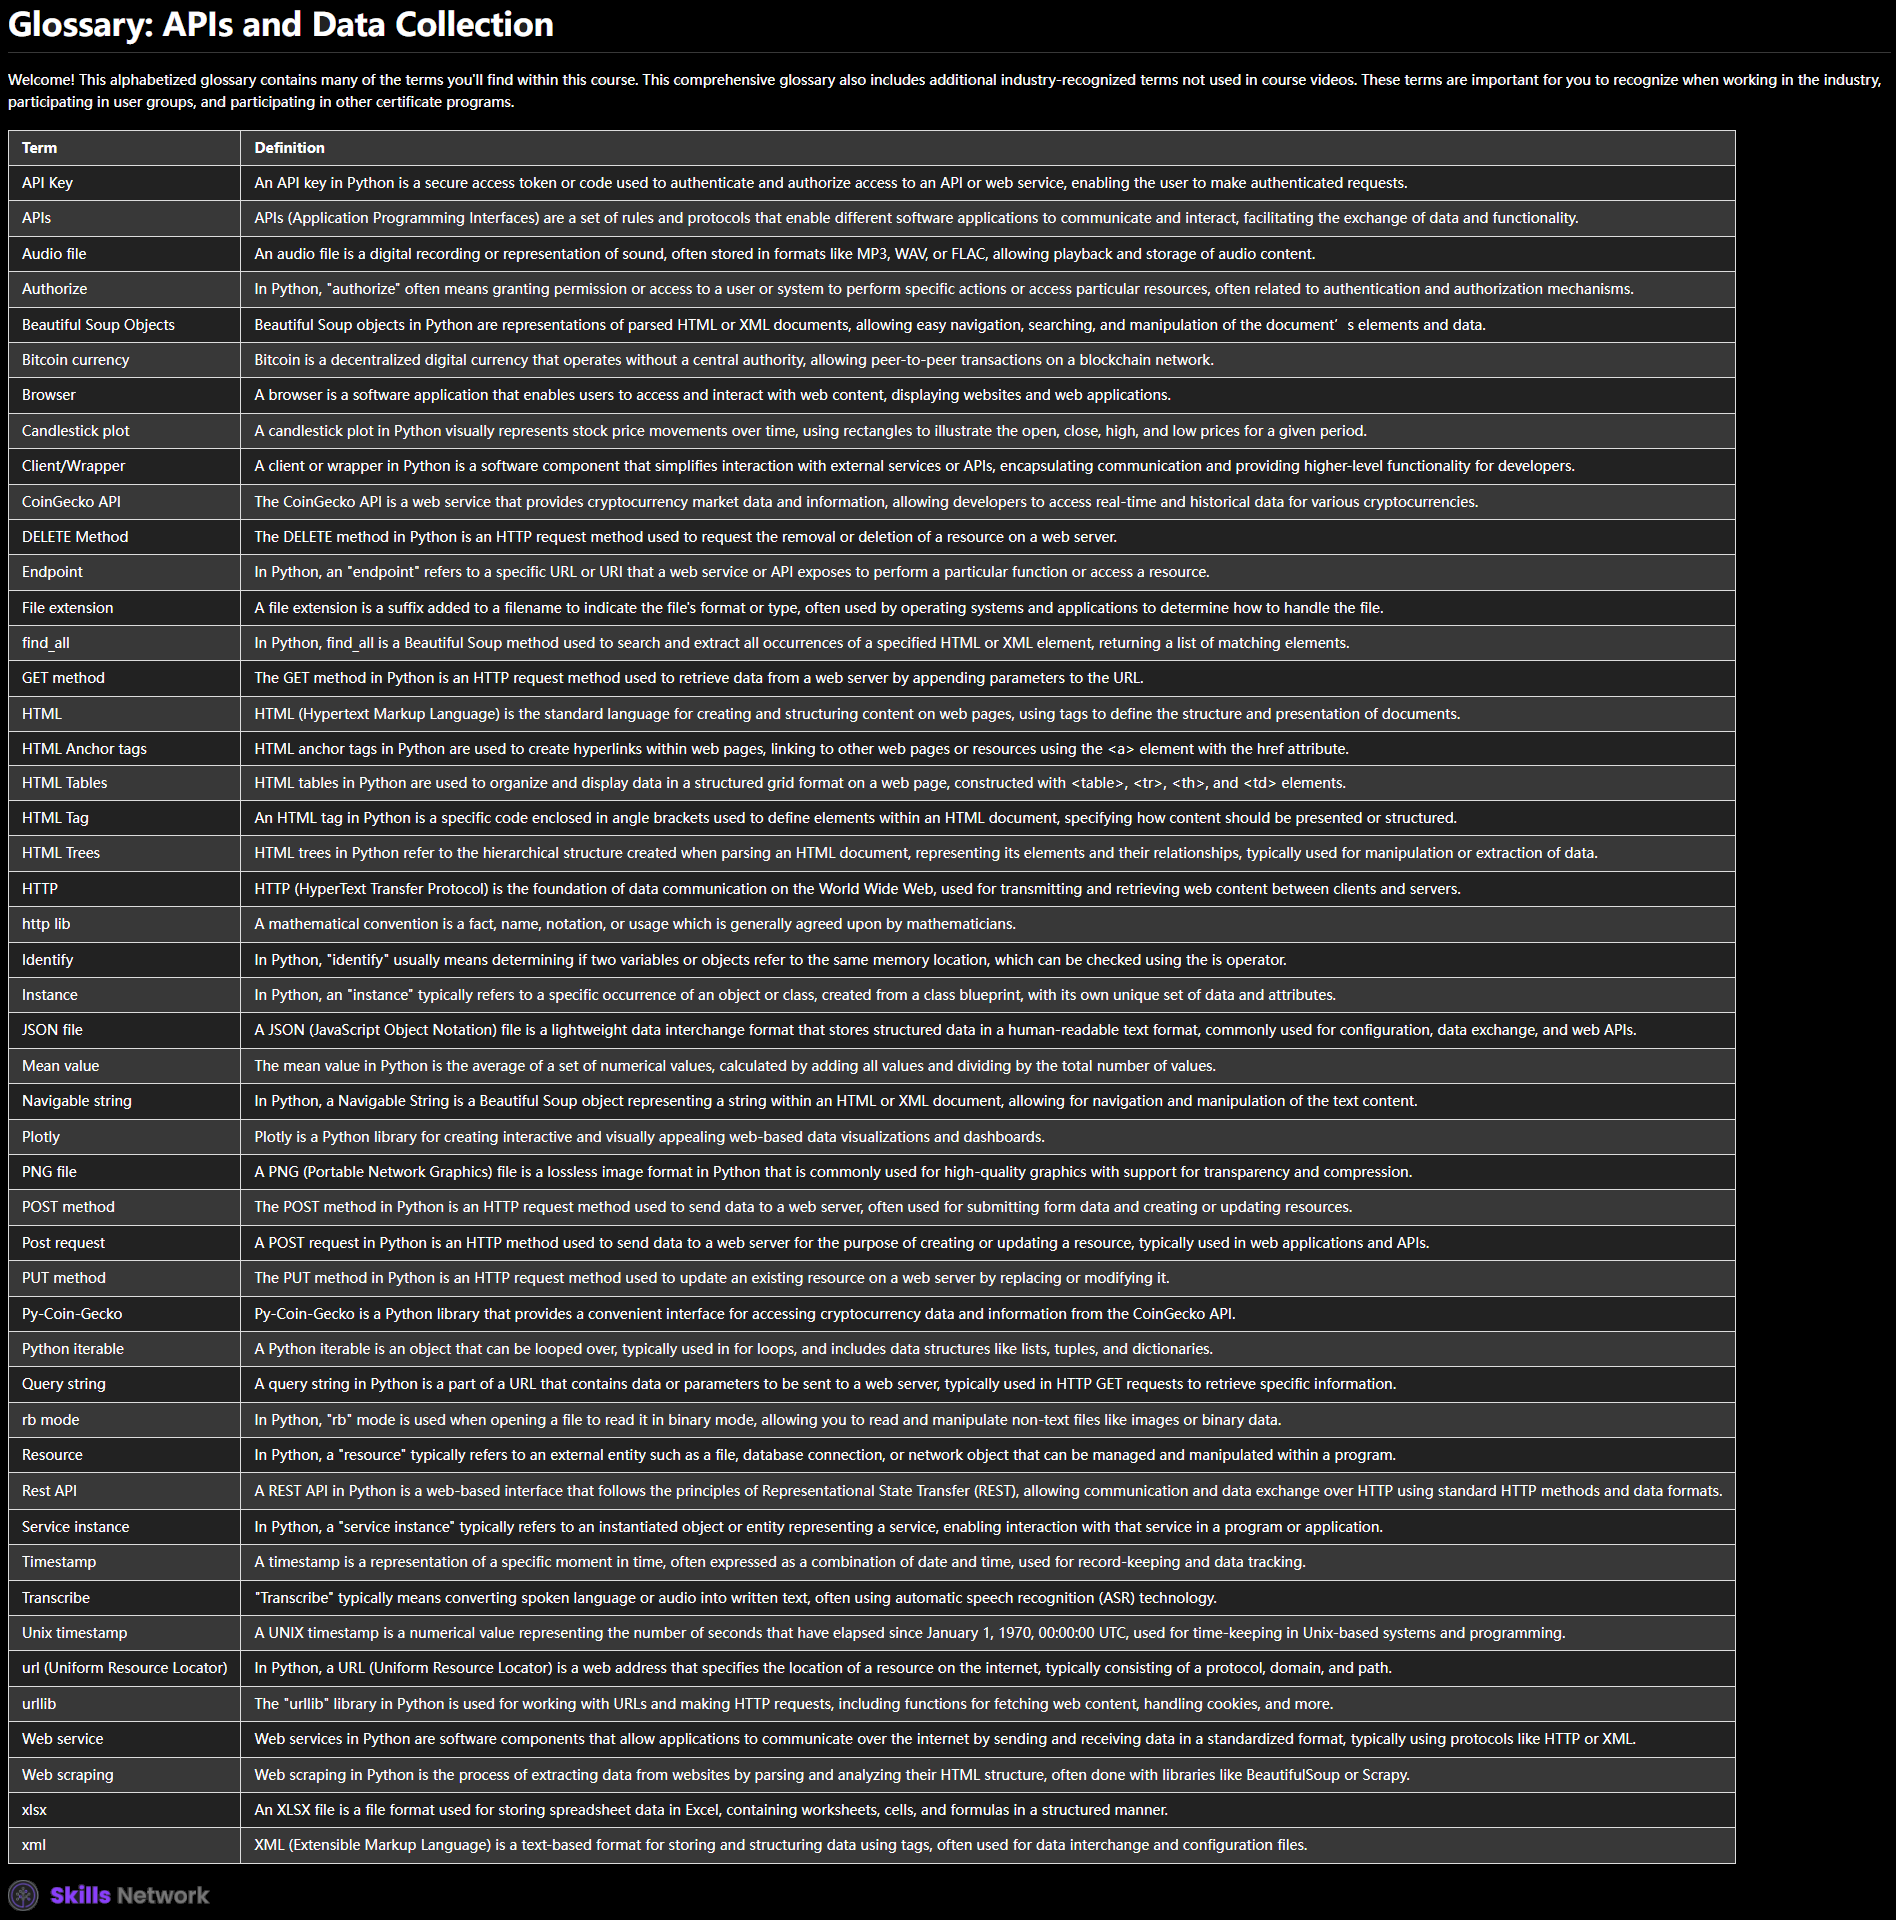 Glossary: APIs and Data Collection
Welcome! This alphabetized glossary contains many of the terms you'll find within this course. This comprehensive glossary also includes additional industry-recognized terms not used in course videos. These terms are important for you to recognize when working in the industry,
participating in user groups, and participating in other certificate programs.
Term Definition
API Key An API key in Python is a secure access token or code used to authenticate and authorize access to an API or web service, enabling the user to make authenticated requests.
APIs APIs (Application Programming Interfaces) are a set of rules and protocols that enable different software applications to communicate and interact, facilitating the exchange of data and functionality.
Audio file An audio file is a digital recording or representation of sound, often stored in formats like MP3, WAV, or FLAC, allowing playback and storage of audio content.
Authorize In Python, "authorize" often means granting permission or access to a user or system to perform specific actions or access particular resources, often related to authentication and authorization mechanisms.
Beautiful Soup Objects Beautiful Soup objects in Python are representations of parsed HTML or XML documents, allowing easy navigation, searching, and manipulation of the document’s elements and data.
Bitcoin currency Bitcoin is a decentralized digital currency that operates without a central authority, allowing peer-to-peer transactions on a blockchain network.
Browser A browser is a software application that enables users to access and interact with web content, displaying websites and web applications.
Candlestick plot A candlestick plot in Python visually represents stock price movements over time, using rectangles to illustrate the open, close, high, and low prices for a given period.
Client/Wrapper A client or wrapper in Python is a software component that simplifies interaction with external services or APIs, encapsulating communication and providing higher-level functionality for developers.
CoinGecko API The CoinGecko API is a web service that provides cryptocurrency market data and information, allowing developers to access real-time and historical data for various cryptocurrencies.
DELETE Method The DELETE method in Python is an HTTP request method used to request the removal or deletion of a resource on a web server.
Endpoint In Python, an "endpoint" refers to a specific URL or URI that a web service or API exposes to perform a particular function or access a resource.
File extension A file extension is a suffix added to a filename to indicate the file's format or type, often used by operating systems and applications to determine how to handle the file.
find_all In Python, find_all is a Beautiful Soup method used to search and extract all occurrences of a specified HTML or XML element, returning a list of matching elements.
GET method The GET method in Python is an HTTP request method used to retrieve data from a web server by appending parameters to the URL.
HTML HTML (Hypertext Markup Language) is the standard language for creating and structuring content on web pages, using tags to define the structure and presentation of documents.
HTML Anchor tags HTML anchor tags in Python are used to create hyperlinks within web pages, linking to other web pages or resources using the <a> element with the href attribute.
HTML Tables HTML tables in Python are used to organize and display data in a structured grid format on a web page, constructed with <table>, <tr>, <th>, and <td> elements.
HTML Tag An HTML tag in Python is a specific code enclosed in angle brackets used to define elements within an HTML document, specifying how content should be presented or structured.
HTML Trees HTML trees in Python refer to the hierarchical structure created when parsing an HTML document, representing its elements and their relationships, typically used for manipulation or extraction of data.
HTTP HTTP (HyperText Transfer Protocol) is the foundation of data communication on the World Wide Web, used for transmitting and retrieving web content between clients and servers.
http lib A mathematical convention is a fact, name, notation, or usage which is generally agreed upon by mathematicians.
Identify In Python, "identify" usually means determining if two variables or objects refer to the same memory location, which can be checked using the is operator.
Instance In Python, an "instance" typically refers to a specific occurrence of an object or class, created from a class blueprint, with its own unique set of data and attributes.
JSON file A JSON (JavaScript Object Notation) file is a lightweight data interchange format that stores structured data in a human-readable text format, commonly used for configuration, data exchange, and web APIs.
Mean value The mean value in Python is the average of a set of numerical values, calculated by adding all values and dividing by the total number of values.
Navigable string In Python, a Navigable String is a Beautiful Soup object representing a string within an HTML or XML document, allowing for navigation and manipulation of the text content.
Plotly Plotly is a Python library for creating interactive and visually appealing web-based data visualizations and dashboards.
PNG file A PNG (Portable Network Graphics) file is a lossless image format in Python that is commonly used for high-quality graphics with support for transparency and compression.
POST method The POST method in Python is an HTTP request method used to send data to a web server, often used for submitting form data and creating or updating resources.
Post request A POST request in Python is an HTTP method used to send data to a web server for the purpose of creating or updating a resource, typically used in web applications and APIs.
PUT method The PUT method in Python is an HTTP request method used to update an existing resource on a web server by replacing or modifying it.
Py-Coin-Gecko Py-Coin-Gecko is a Python library that provides a convenient interface for accessing cryptocurrency data and information from the CoinGecko API.
Python iterable A Python iterable is an object that can be looped over, typically used in for loops, and includes data structures like lists, tuples, and dictionaries.
Query string A query string in Python is a part of a URL that contains data or parameters to be sent to a web server, typically used in HTTP GET requests to retrieve specific information.
rb mode In Python, "rb" mode is used when opening a file to read it in binary mode, allowing you to read and manipulate non-text files like images or binary data.
Resource In Python, a "resource" typically refers to an external entity such as a file, database connection, or network object that can be managed and manipulated within a program.
Rest API A REST API in Python is a web-based interface that follows the principles of Representational State Transfer (REST), allowing communication and data exchange over HTTP using standard HTTP methods and data formats.
Service instance In Python, a "service instance" typically refers to an instantiated object or entity representing a service, enabling interaction with that service in a program or application.
Timestamp A timestamp is a representation of a specific moment in time, often expressed as a combination of date and time, used for record-keeping and data tracking.
Transcribe "Transcribe" typically means converting spoken language or audio into written text, often using automatic speech recognition (ASR) technology.
Unix timestamp A UNIX timestamp is a numerical value representing the number of seconds that have elapsed since January 1, 1970, 00:00:00 UTC, used for time-keeping in Unix-based systems and programming.
url (Uniform Resource Locator) In Python, a URL (Uniform Resource Locator) is a web address that specifies the location of a resource on the internet, typically consisting of a protocol, domain, and path.
urllib The "urllib" library in Python is used for working with URLs and making HTTP requests, including functions for fetching web content, handling cookies, and more.
Web service Web services in Python are software components that allow applications to communicate over the internet by sending and receiving data in a standardized format, typically using protocols like HTTP or XML.
Web scraping Web scraping in Python is the process of extracting data from websites by parsing and analyzing their HTML structure, often done with libraries like BeautifulSoup or Scrapy.
xlsx An XLSX file is a file format used for storing spreadsheet data in Excel, containing worksheets, cells, and formulas in a structured manner.
xml XML (Extensible Markup Language) is a text-based format for storing and structuring data using tags, often used for data interchange and configuration files.
Skills Network